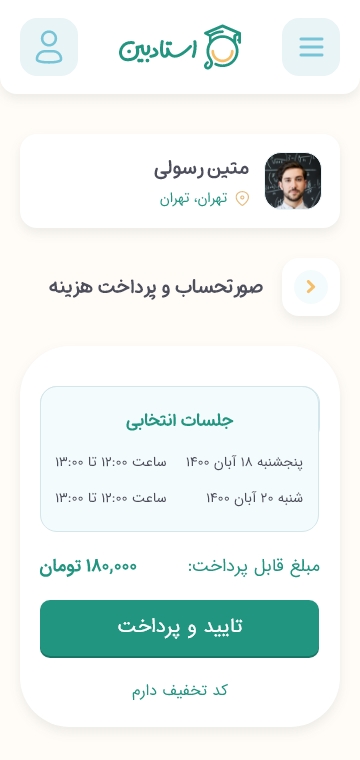 استادبین
متین رسولی
تهران، تهران
صورتحساب و پرداخت هزینه
جلسات انتخابی
پنجشنبه ۱۸ آبان ۱۴۰۰ ساعت ۱۲:۰۰ تا ۱۳:۰۰
شنبه ۲۰ آبان ۱۴۰۰ ساعت ۱۲:۰۰ تا ۱۳:۰۰
مبلغ قابل پرداخت: ۱۸۰,۰۰۰ تومان
تایید و پرداخت
کد تخفیف دارم